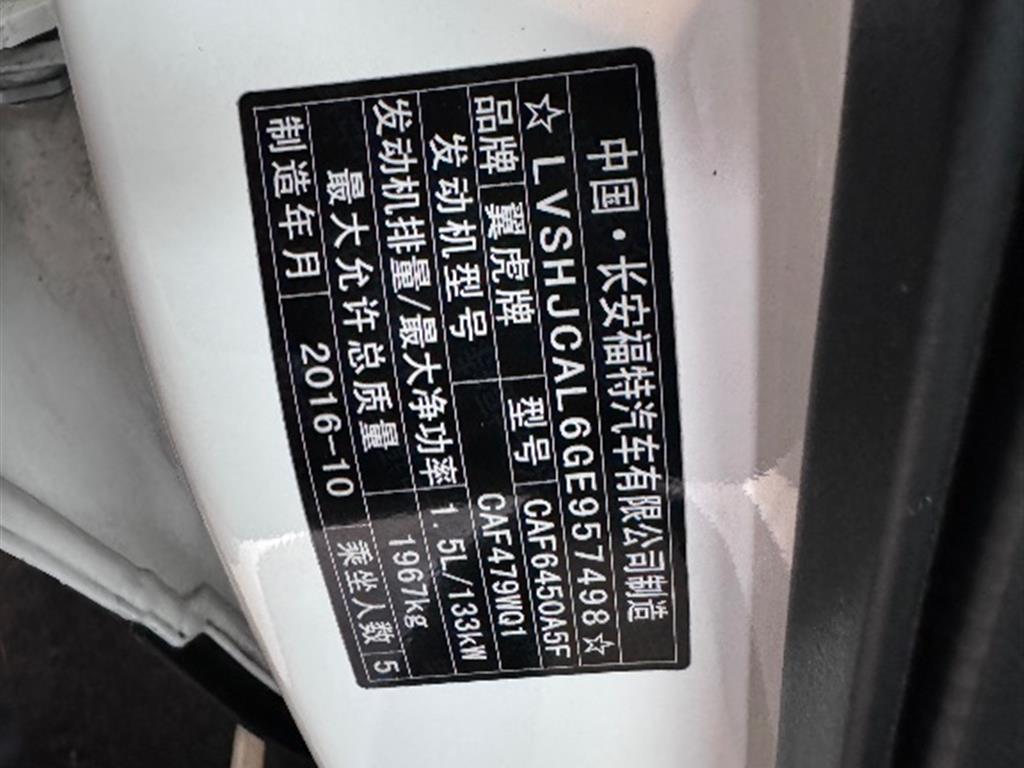 中国·长安福特汽车有限公司制造
☆LVSHJCAL6GE957498☆
品牌 翼虎牌 型号 CAF6450A5F
发动机型号 CAF479WQ1
发动机排量/最大净功率 1.5L/133kW
最大允许总质量 1967kg
制造年月 2016-10 乘坐人数 5